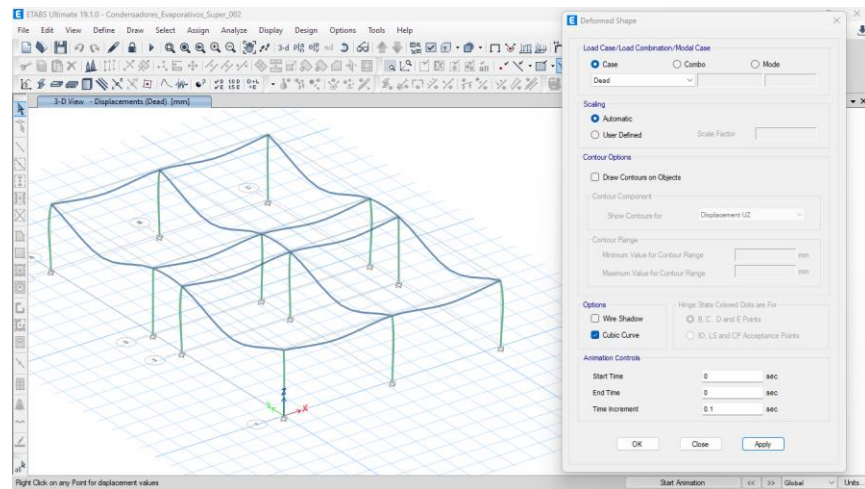 ETABS Ultimate 19.1.0 - Condensadores_Evaporativos_Super_002
File Edit View Define Draw Select Assign Analyze Display Design Options Tools Help
3-d
3-D View - Displacements (Dead) [mm]
X
Z
Right Click on any Point for displacement values
Start Animation << >> Global Units...
Deformed Shape
Load Case/Load Combination/Modal Case
Case Combo Mode
Dead
Scaling
Automatic
User Defined Scale Factor
Contour Options
Draw Contours on Objects
Contour Component
Show Contours for Displacement UZ
Contour Range
Minimum Value for Contour Range mm
Maximum Value for Contour Range mm
Options
Wire Shadow
Cubic Curve
Hinge State Colored Dots are For
B, C, D and E Points
IO, LS and CP Acceptance Points
Animation Controls
Start Time 0 sec
End Time 0 sec
Time Increment 0.1 sec
OK Close Apply